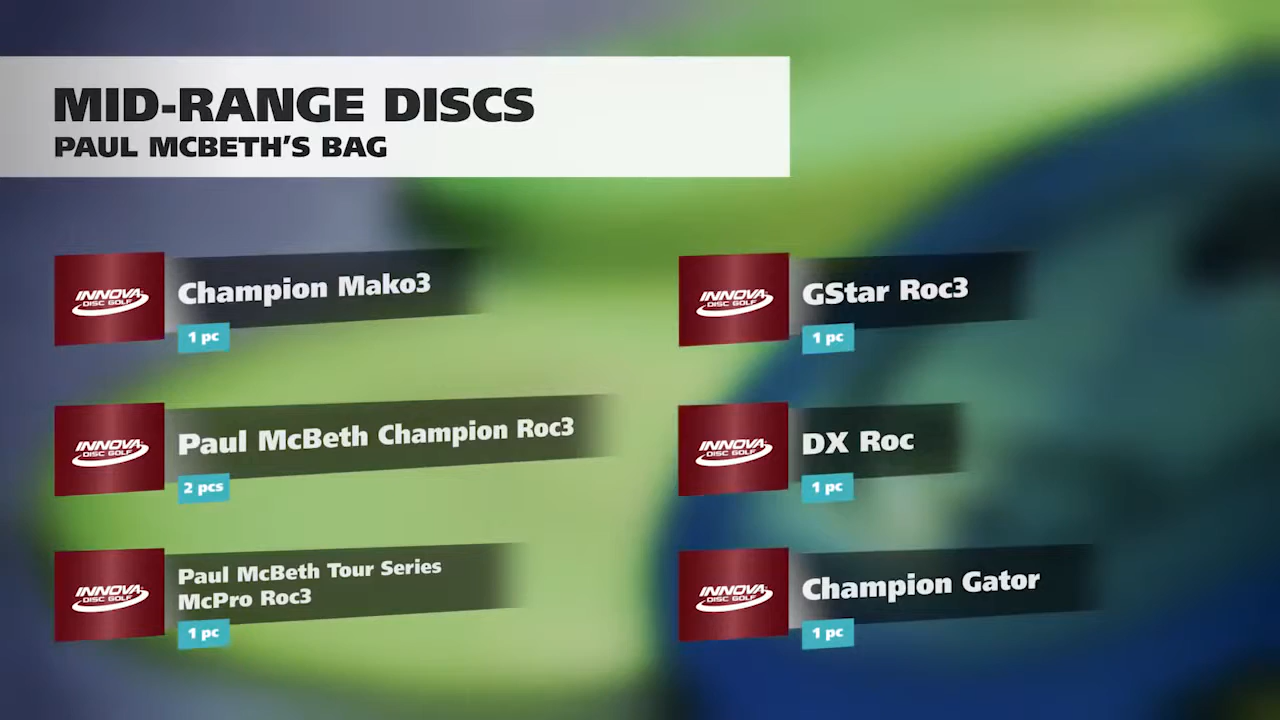 MID-RANGE DISCS
PAUL MCBETH'S BAG
INNOVA
DISC GOLF
Champion Mako3
1 pc
INNOVA
DISC GOLF
Paul McBeth Champion Roc3
2 pcs
INNOVA
DISC GOLF
Paul McBeth Tour Series
McPro Roc3
1 pc
INNOVA
DISC GOLF
GStar Roc3
1 pc
INNOVA
DISC GOLF
DX Roc
1 pc
INNOVA
DISC GOLF
Champion Gator
1 pc